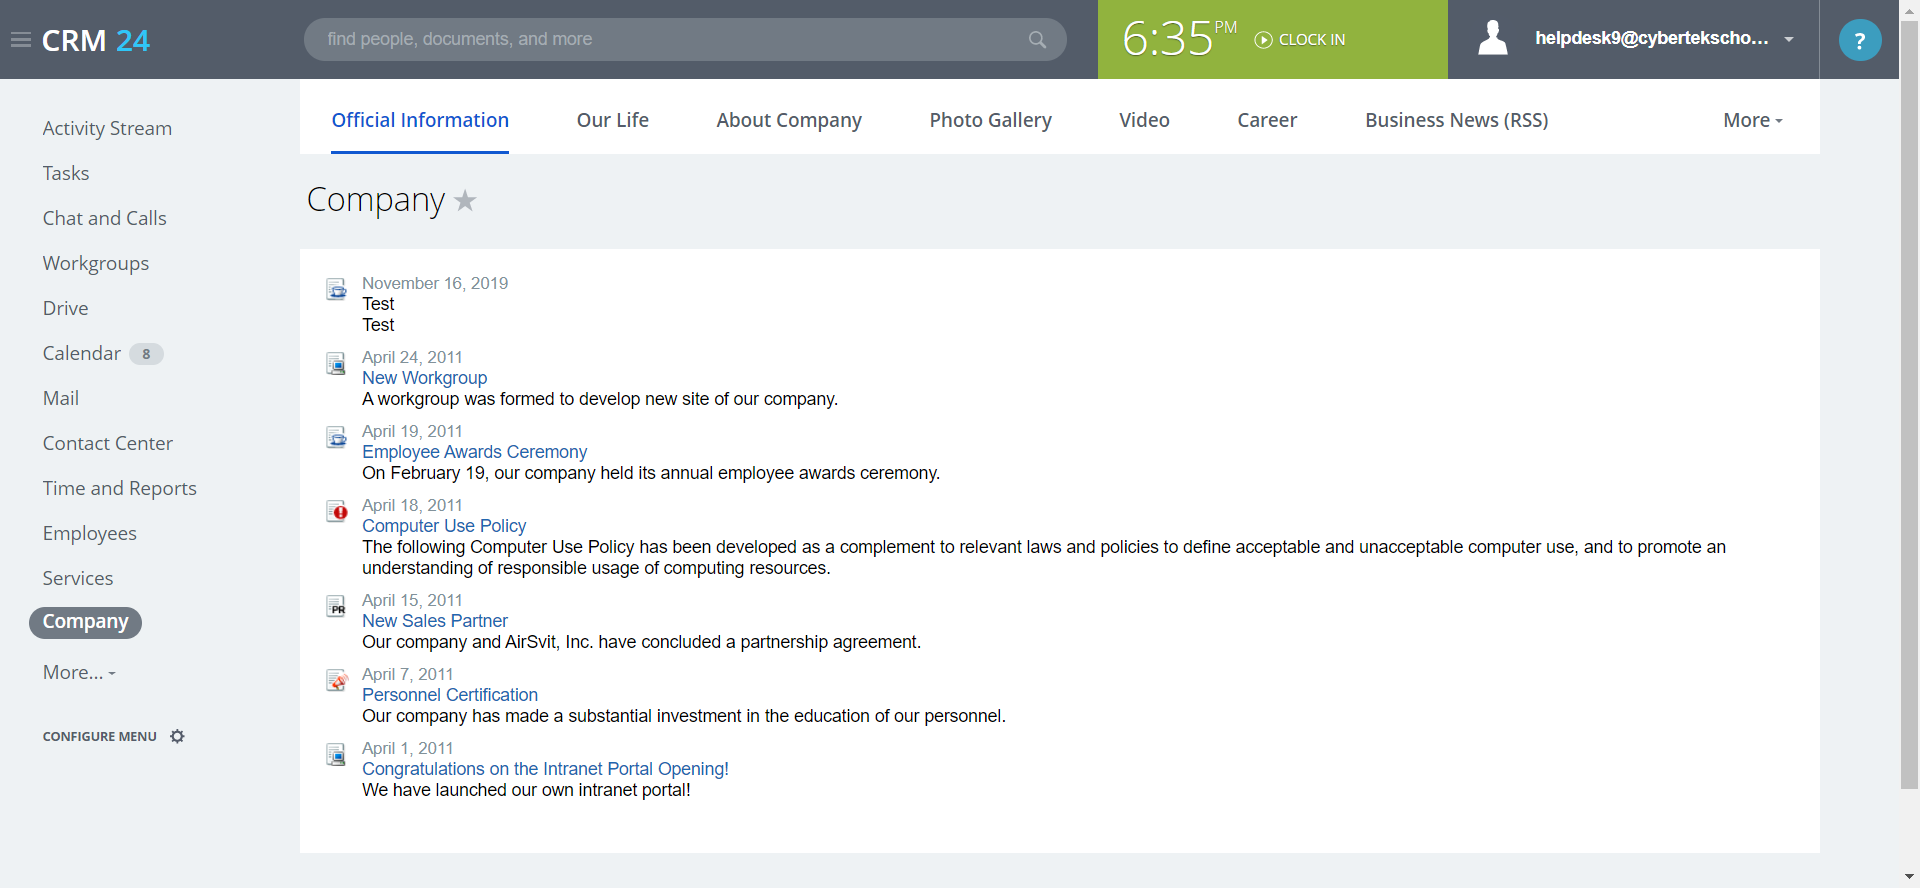 CRM 24
find people, documents, and more
6:35 PM CLOCK IN
helpdesk9@cybertekscho...
?
Activity Stream
Tasks
Chat and Calls
Workgroups
Drive
Calendar 8
Mail
Contact Center
Time and Reports
Employees
Services
Company
More...
CONFIGURE MENU
Official Information Our Life About Company Photo Gallery Video Career Business News (RSS) More
Company
November 16, 2019
Test
Test
April 24, 2011
New Workgroup
A workgroup was formed to develop new site of our company.
April 19, 2011
Employee Awards Ceremony
On February 19, our company held its annual employee awards ceremony.
April 18, 2011
Computer Use Policy
The following Computer Use Policy has been developed as a complement to relevant laws and policies to define acceptable and unacceptable computer use, and to promote an
understanding of responsible usage of computing resources.
PR
April 15, 2011
New Sales Partner
Our company and AirSvit, Inc. have concluded a partnership agreement.
April 7, 2011
Personnel Certification
Our company has made a substantial investment in the education of our personnel.
April 1, 2011
Congratulations on the Intranet Portal Opening!
We have launched our own intranet portal!